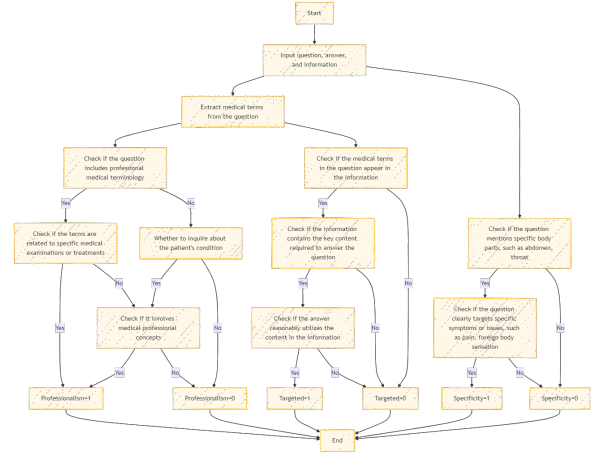 Start
Input question, answer,
and information
Extract medical terms
from the question
Check if the question
includes professional
medical terminology
Check if the medical terms
in the question appear in
the information
Yes
No
Yes
No
Check if the terms are
related to specific medical
examinations or treatments
Whether to inquire about
the patient's condition
Check if the information
contains the key content
required to answer the
question
Check if the question
mentions specific body
parts, such as abdomen,
throat
No
Yes
Yes
No
Yes
No
Yes
No
No
Check if it involves
medical professional
concepts
Check if the answer
reasonably utilizes the
content in the information
Check if the question
clearly targets specific
symptoms or issues, such
as pain, foreign body
sensation
Yes
No
Yes
No
Yes
No
Professionalism=1
Professionalism=0
Targeted=1
Targeted=0
Specificity=1
Specificity=0
End